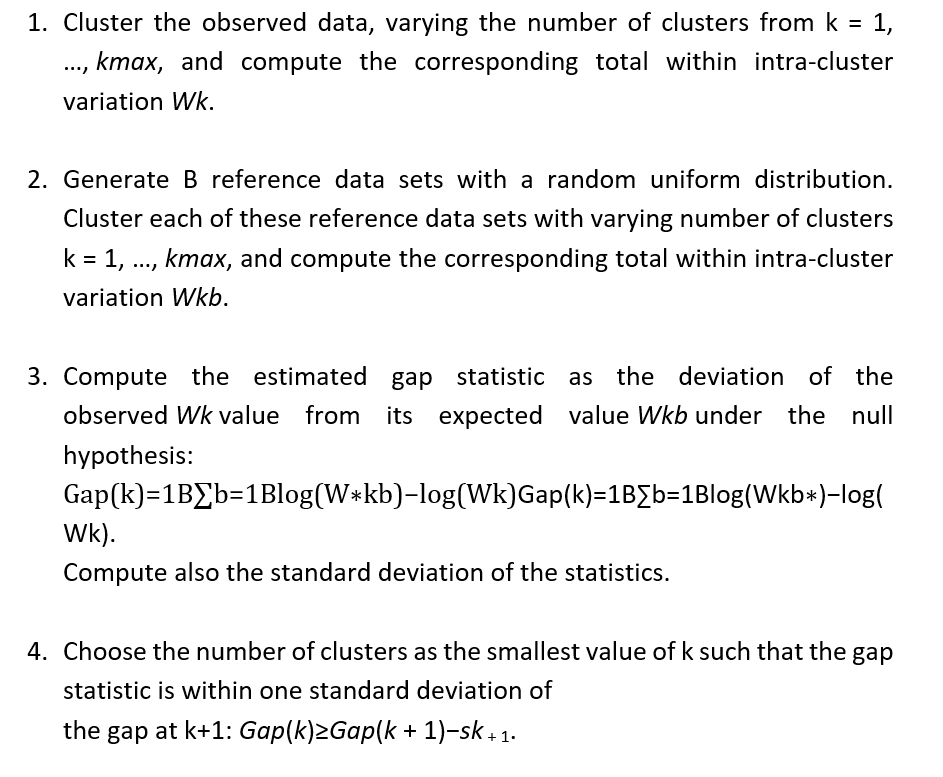 1. Cluster the observed data, varying the number of clusters from k = 1,
..., kmax, and compute the corresponding total within intra-cluster
variation Wk.
2. Generate B reference data sets with a random uniform distribution.
Cluster each of these reference data sets with varying number of clusters
k = 1, ..., kmax, and compute the corresponding total within intra-cluster
variation Wkb.
3. Compute the estimated gap statistic as the deviation of the
observed Wk value from its expected value Wkb under the null
hypothesis:
Gap(k)=1B∑b=1Blog(W∗kb)−log(Wk)Gap(k)=1B∑b=1Blog(Wkb∗)−log(
Wk).
Compute also the standard deviation of the statistics.
4. Choose the number of clusters as the smallest value of k such that the gap
statistic is within one standard deviation of
the gap at k+1: Gap(k)≥Gap(k + 1)−sk + 1.